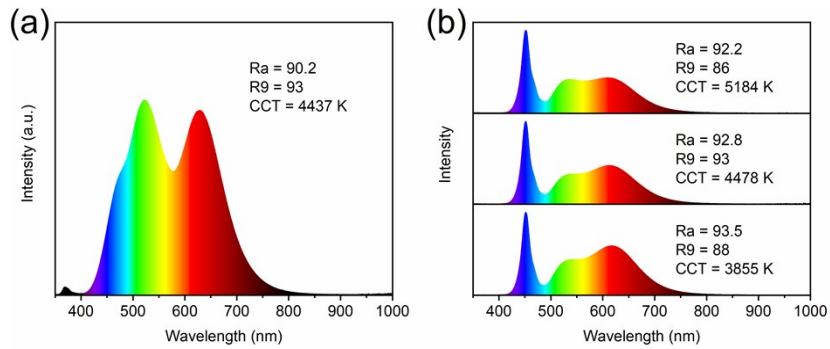 (a)
Ra = 90.2
R9 = 93
CCT = 4437 K
Intensity (a.u.)
400 500 600 700 800 900 1000
Wavelength (nm)
(b)
Ra = 92.2
R9 = 86
CCT = 5184 K
Ra = 92.8
R9 = 93
CCT = 4478 K
Ra = 93.5
R9 = 88
CCT = 3855 K
Intensity
400 500 600 700 800 900 1000
Wavelength (nm)